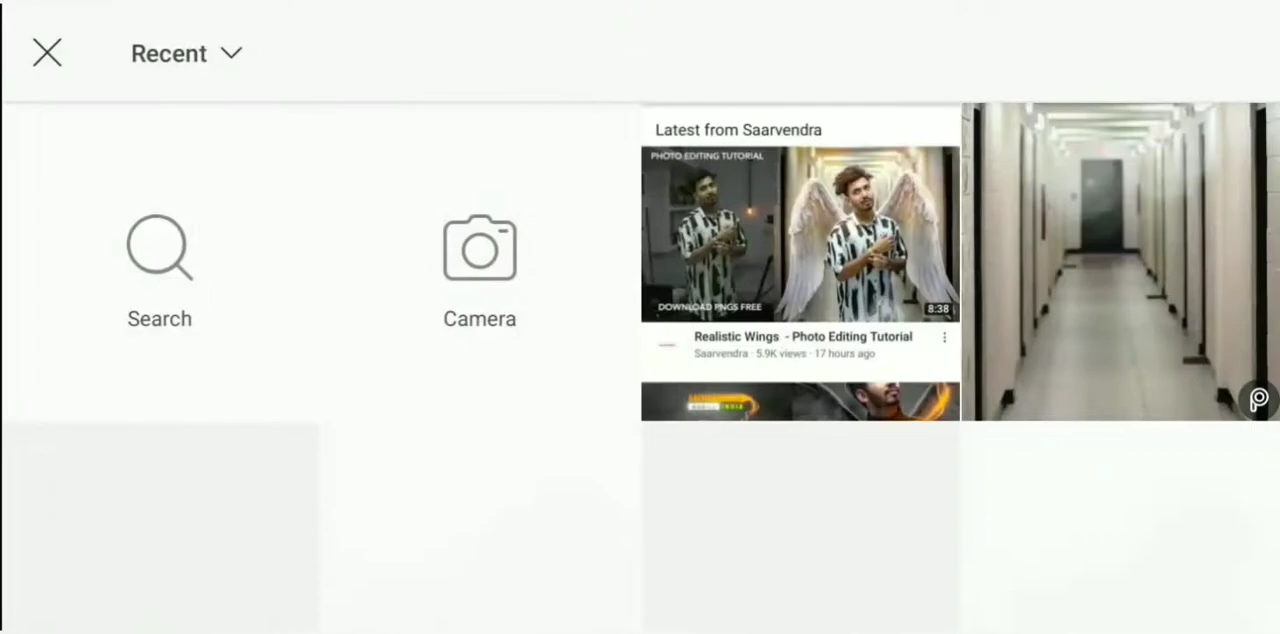 Recent
Search
Camera
Latest from Saarvendra
PHOTO EDITING TUTORIAL
DOWNLOAD PNGS FREE
8:38
Realistic Wings - Photo Editing Tutorial
Saarvendra · 5.9K views · 17 hours ago
INDIA